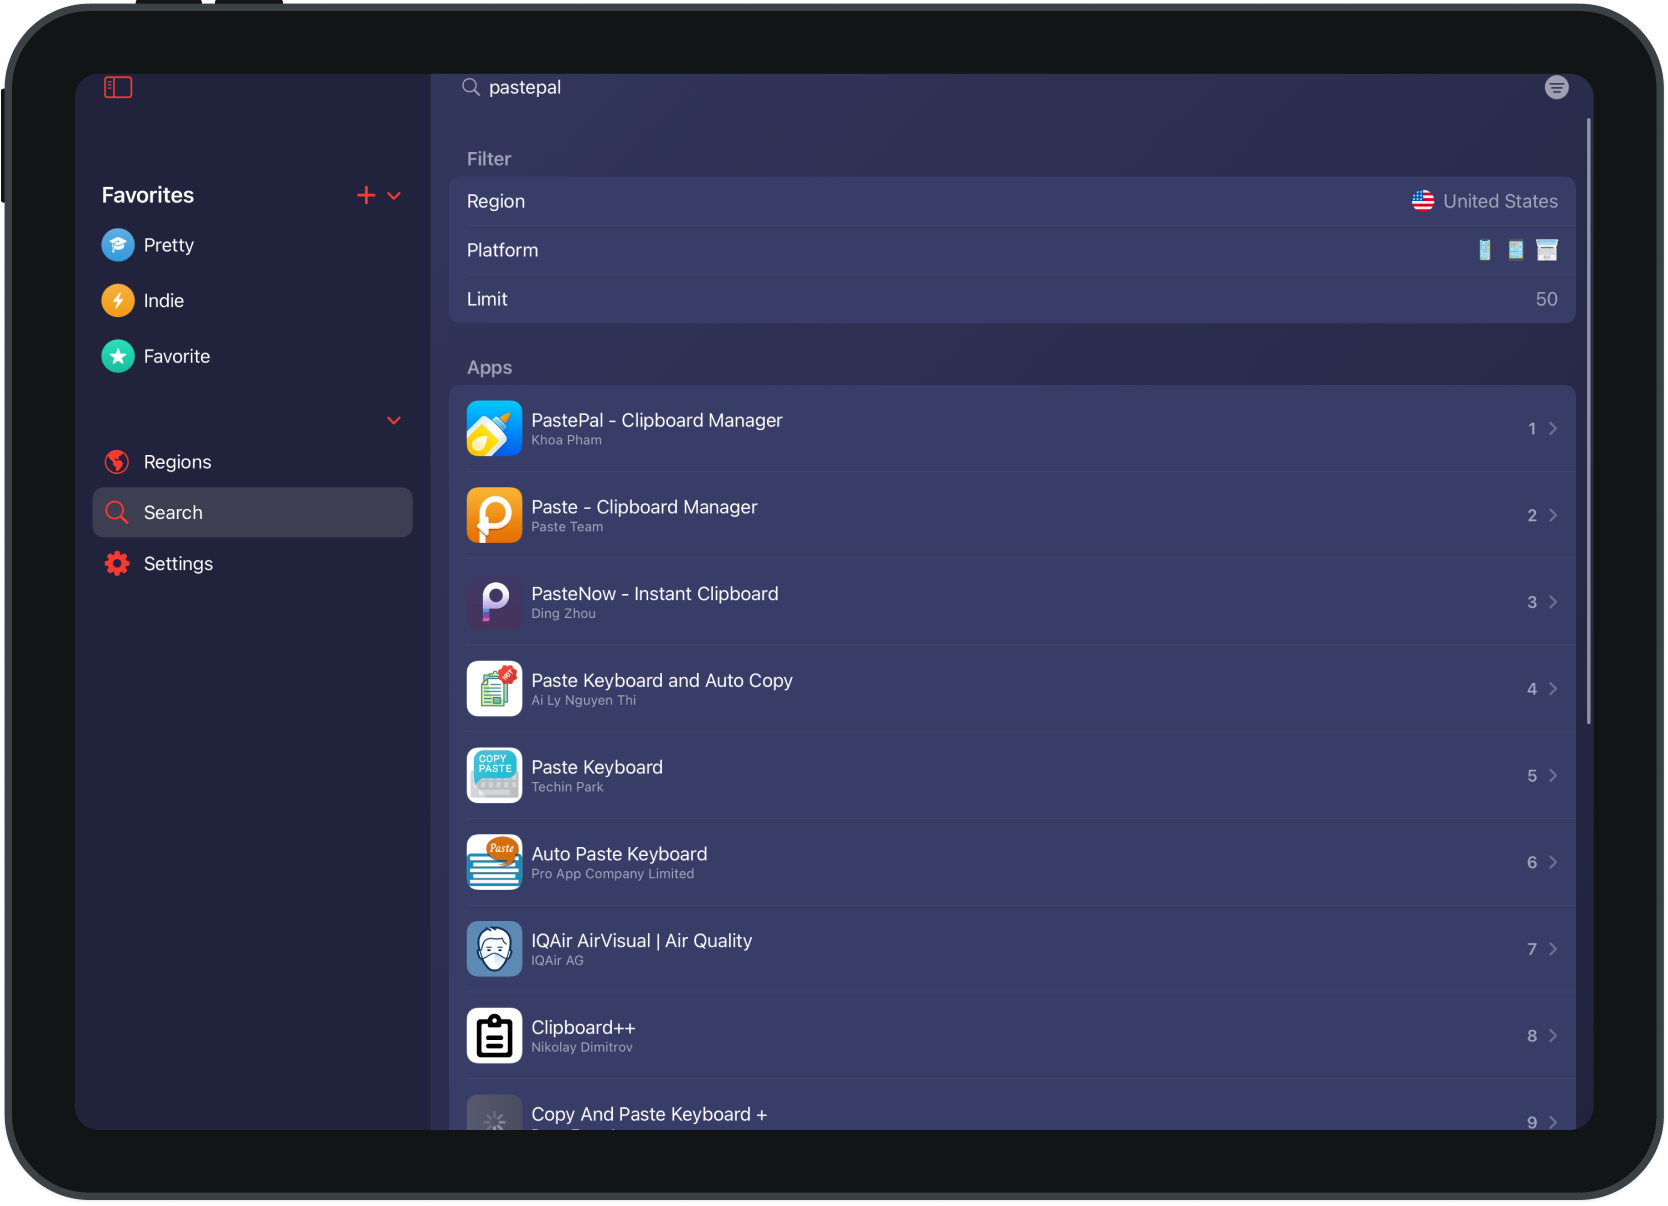 pastepal
Favorites
Pretty
Indie
Favorite
Regions
Search
Settings
Filter
Region
United States
Platform
Limit
50
Apps
PastePal - Clipboard Manager
Khoa Pham
1
Paste - Clipboard Manager
Paste Team
2
PasteNow - Instant Clipboard
Ding Zhou
3
HOT
Paste Keyboard and Auto Copy
Ai Ly Nguyen Thi
4
COPY
PASTE
Paste Keyboard
Techin Park
5
Paste
Auto Paste Keyboard
Pro App Company Limited
6
IQAir AirVisual | Air Quality
IQAir AG
7
Clipboard++
Nikolay Dimitrov
8
Copy And Paste Keyboard +
9